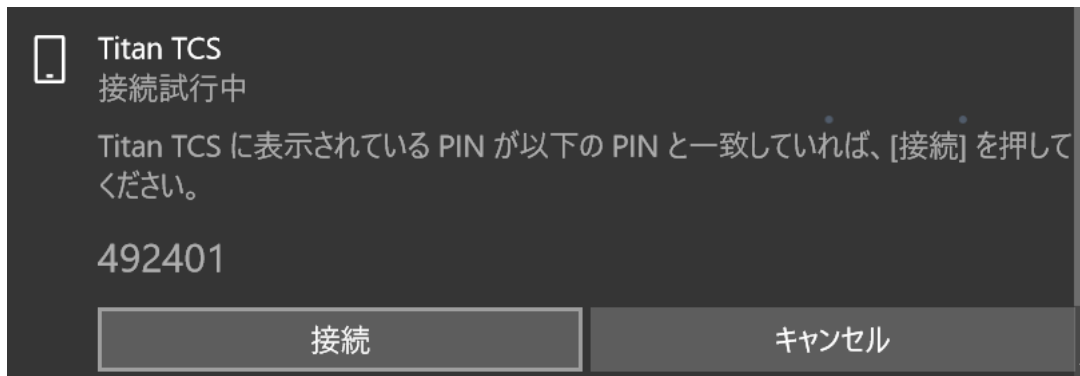 Titan TCS
接続試行中
Titan TCS に表示されている PIN が以下の PIN と一致していれば、[接続] を押して
ください。
492401
接続
キャンセル